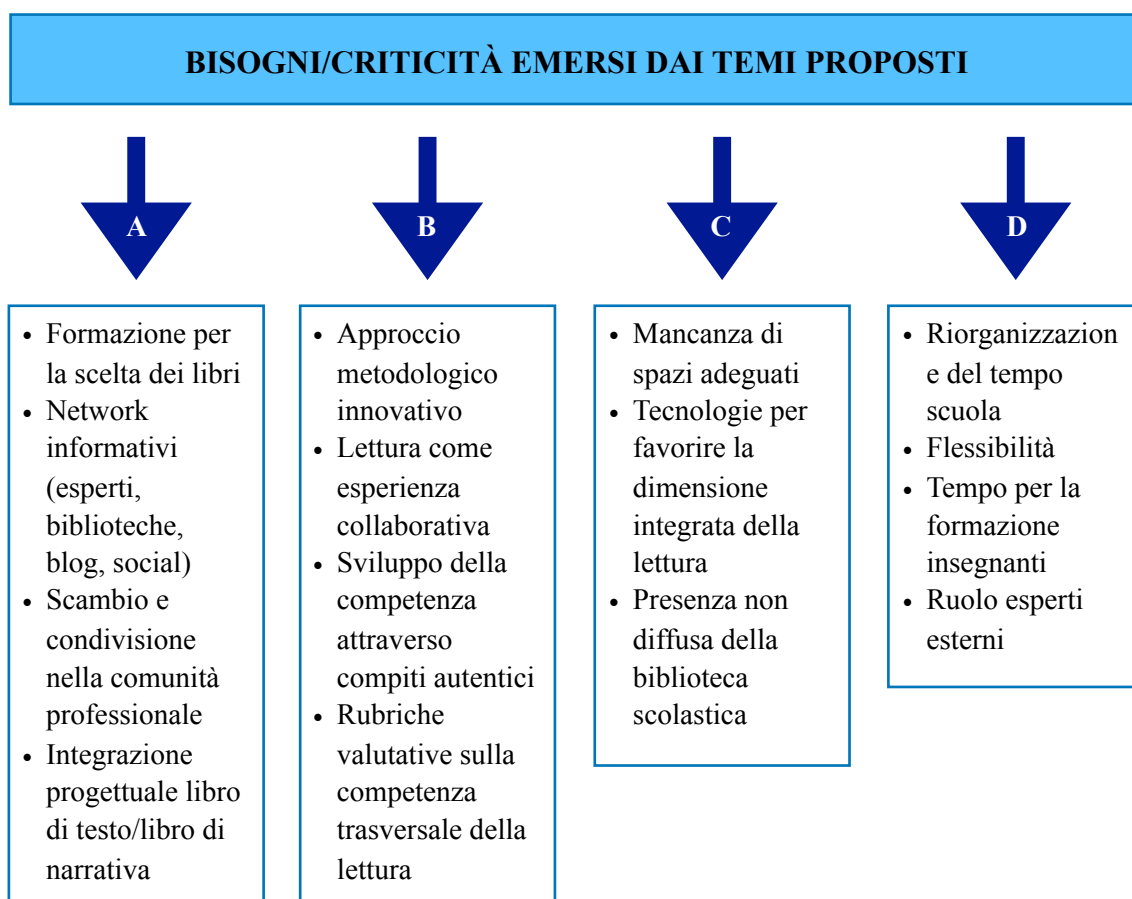 BISOGNI/CRITICITÀ EMERSI DAI TEMI PROPOSTI
A
• Formazione per
la scelta dei libri
• Network
informativi
(esperti,
biblioteche,
blog, social)
• Scambio e
condivisione
nella comunità
professionale
• Integrazione
progettuale libro
di testo/libro di
narrativa
B
• Approccio
metodologico
innovativo
• Lettura come
esperienza
collaborativa
• Sviluppo della
competenza
attraverso
compiti autentici
• Rubriche
valutative sulla
competenza
trasversale della
lettura
C
• Mancanza di
spazi adeguati
• Tecnologie per
favorire la
dimensione
integrata della
lettura
• Presenza non
diffusa della
biblioteca
scolastica
D
• Riorganizzazion
e del tempo
scuola
• Flessibilità
• Tempo per la
formazione
insegnanti
• Ruolo esperti
esterni